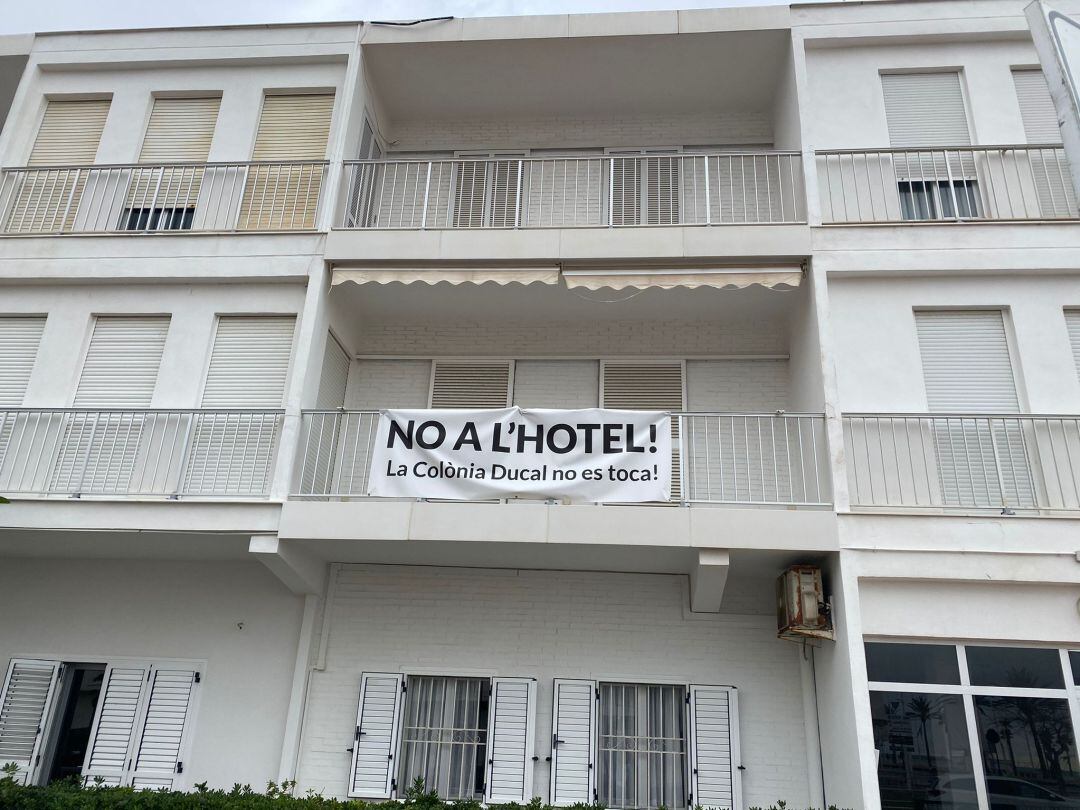 NO A L'HOTEL!
La Colònia Ducal no es toca!